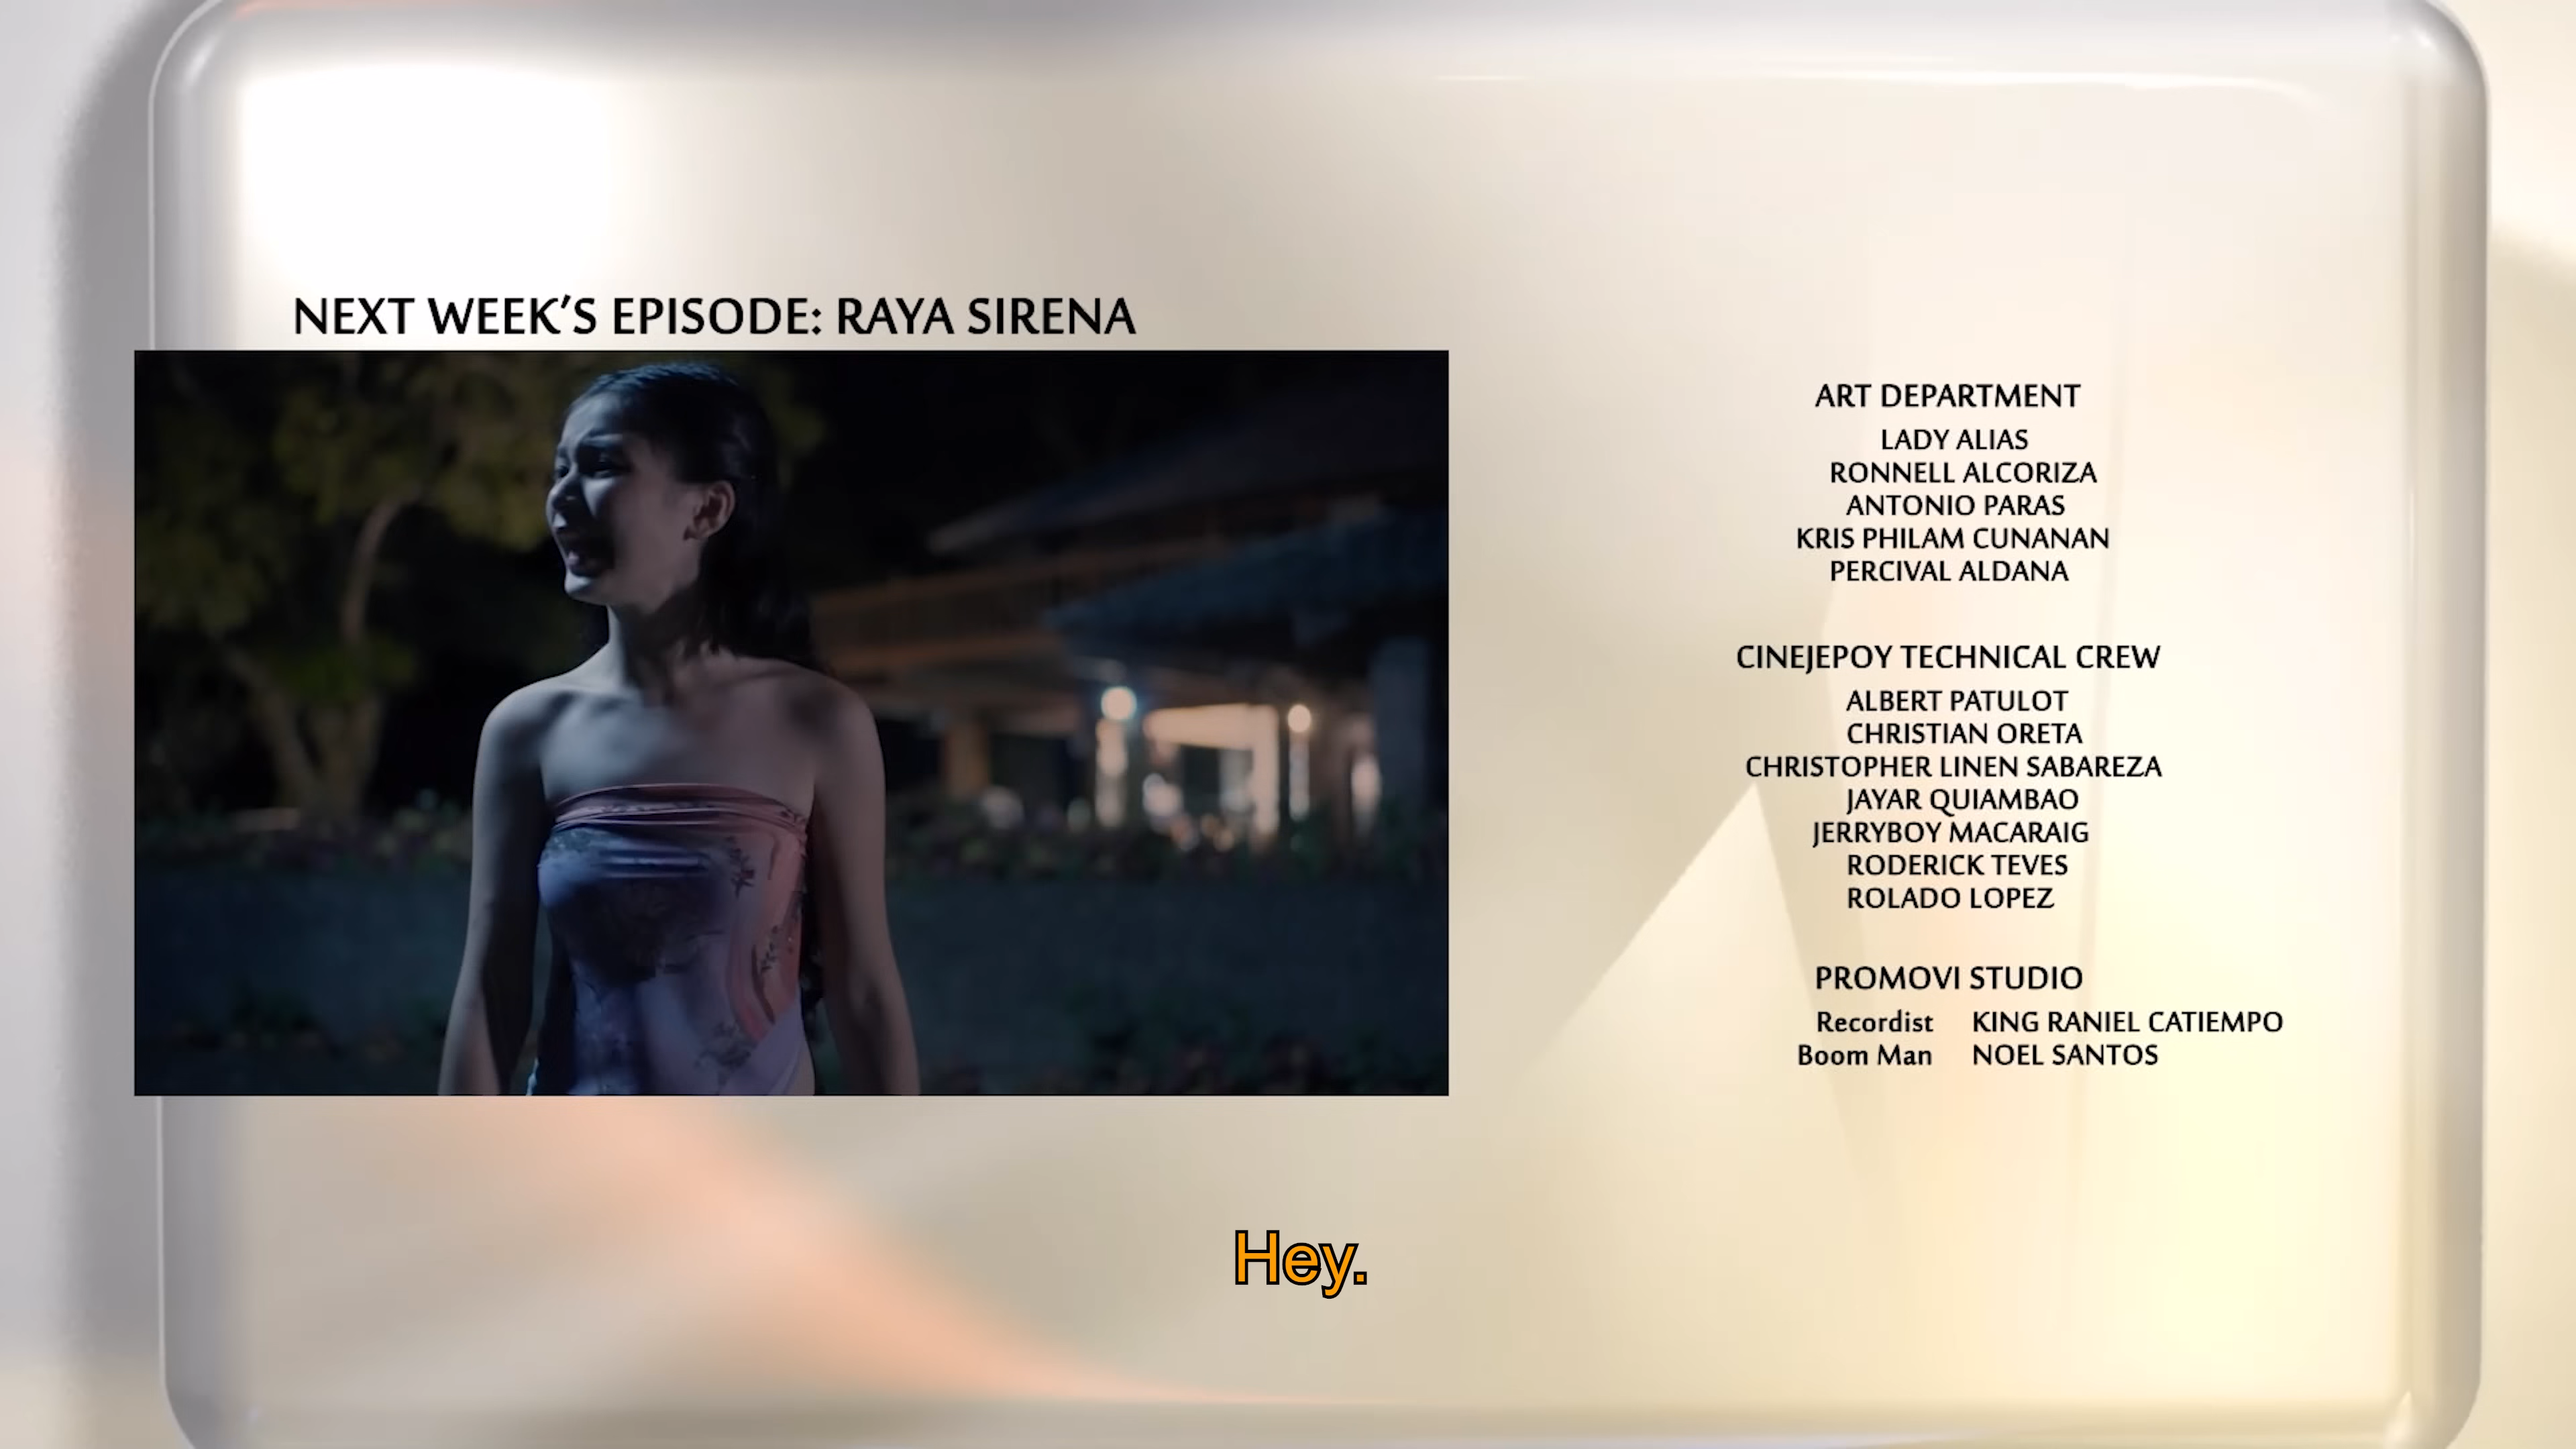 NEXT WEEK'S EPISODE: RAYA SIRENA
ART DEPARTMENT
LADY ALIAS
RONNELL ALCORIZA
ANTONIO PARAS
KRIS PHILAM CUNANAN
PERCIVAL ALDANA
CINEJEPOY TECHNICAL CREW
ALBERT PATULOT
CHRISTIAN ORETA
CHRISTOPHER LINEN SABAREZA
JAYAR QUIAMBAO
JERRYBOY MACARAIG
RODERICK TEVES
ROLADO LOPEZ
PROMOVI STUDIO
Recordist KING RANIEL CATIEMPO
Boom Man NOEL SANTOS
Hey.